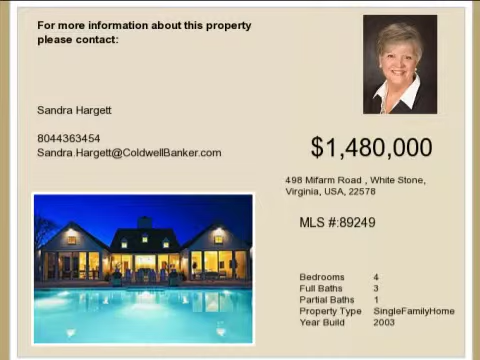 For more information about this property
please contact:
Sandra Hargett
8044363454
Sandra.Hargett@ColdwellBanker.com
$1,480,000
498 Mifarm Road , White Stone,
Virginia, USA, 22578
MLS #:89249
Bedrooms 4
Full Baths 3
Partial Baths 1
Property Type SingleFamilyHome
Year Build 2003